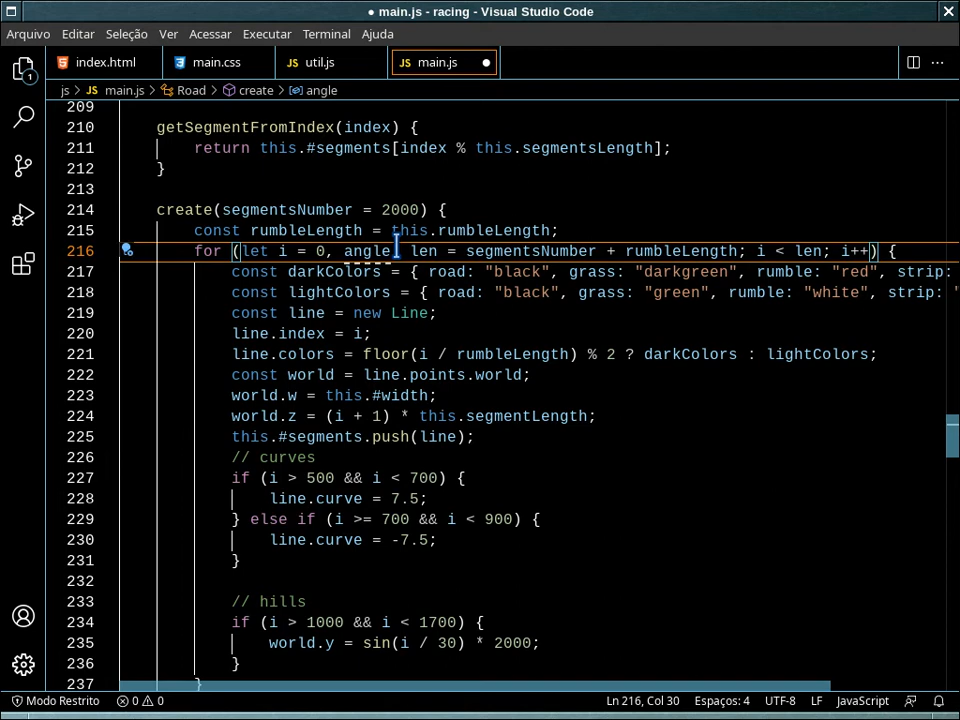 ● main.js - racing - Visual Studio Code
Arquivo Editar Seleção Ver Acessar Executar Terminal Ajuda
index.html main.css JS util.js JS main.js ●
js > JS main.js > Road > create > angle
209
210 getSegmentFromIndex(index) {
211 return this.#segments[index % this.segmentsLength];
212 }
213
214 create(segmentsNumber = 2000) {
215 const rumbleLength = this.rumbleLength;
216 for (let i = 0, angle len = segmentsNumber + rumbleLength; i < len; i++) {
217 const darkColors = { road: "black", grass: "darkgreen", rumble: "red", strip:
218 const lightColors = { road: "black", grass: "green", rumble: "white", strip: "
219 const line = new Line;
220 line.index = i;
221 line.colors = floor(i / rumbleLength) % 2 ? darkColors : lightColors;
222 const world = line.points.world;
223 world.w = this.#width;
224 world.z = (i + 1) * this.segmentLength;
225 this.#segments.push(line);
226 // curves
227 if (i > 500 && i < 700) {
228 line.curve = 7.5;
229 } else if (i >= 700 && i < 900) {
230 line.curve = -7.5;
231 }
232
233 // hills
234 if (i > 1000 && i < 1700) {
235 world.y = sin(i / 30) * 2000;
236 }
237 }
Modo Restrito 0 0 Ln 216, Col 30 Espaços: 4 UTF-8 LF JavaScript